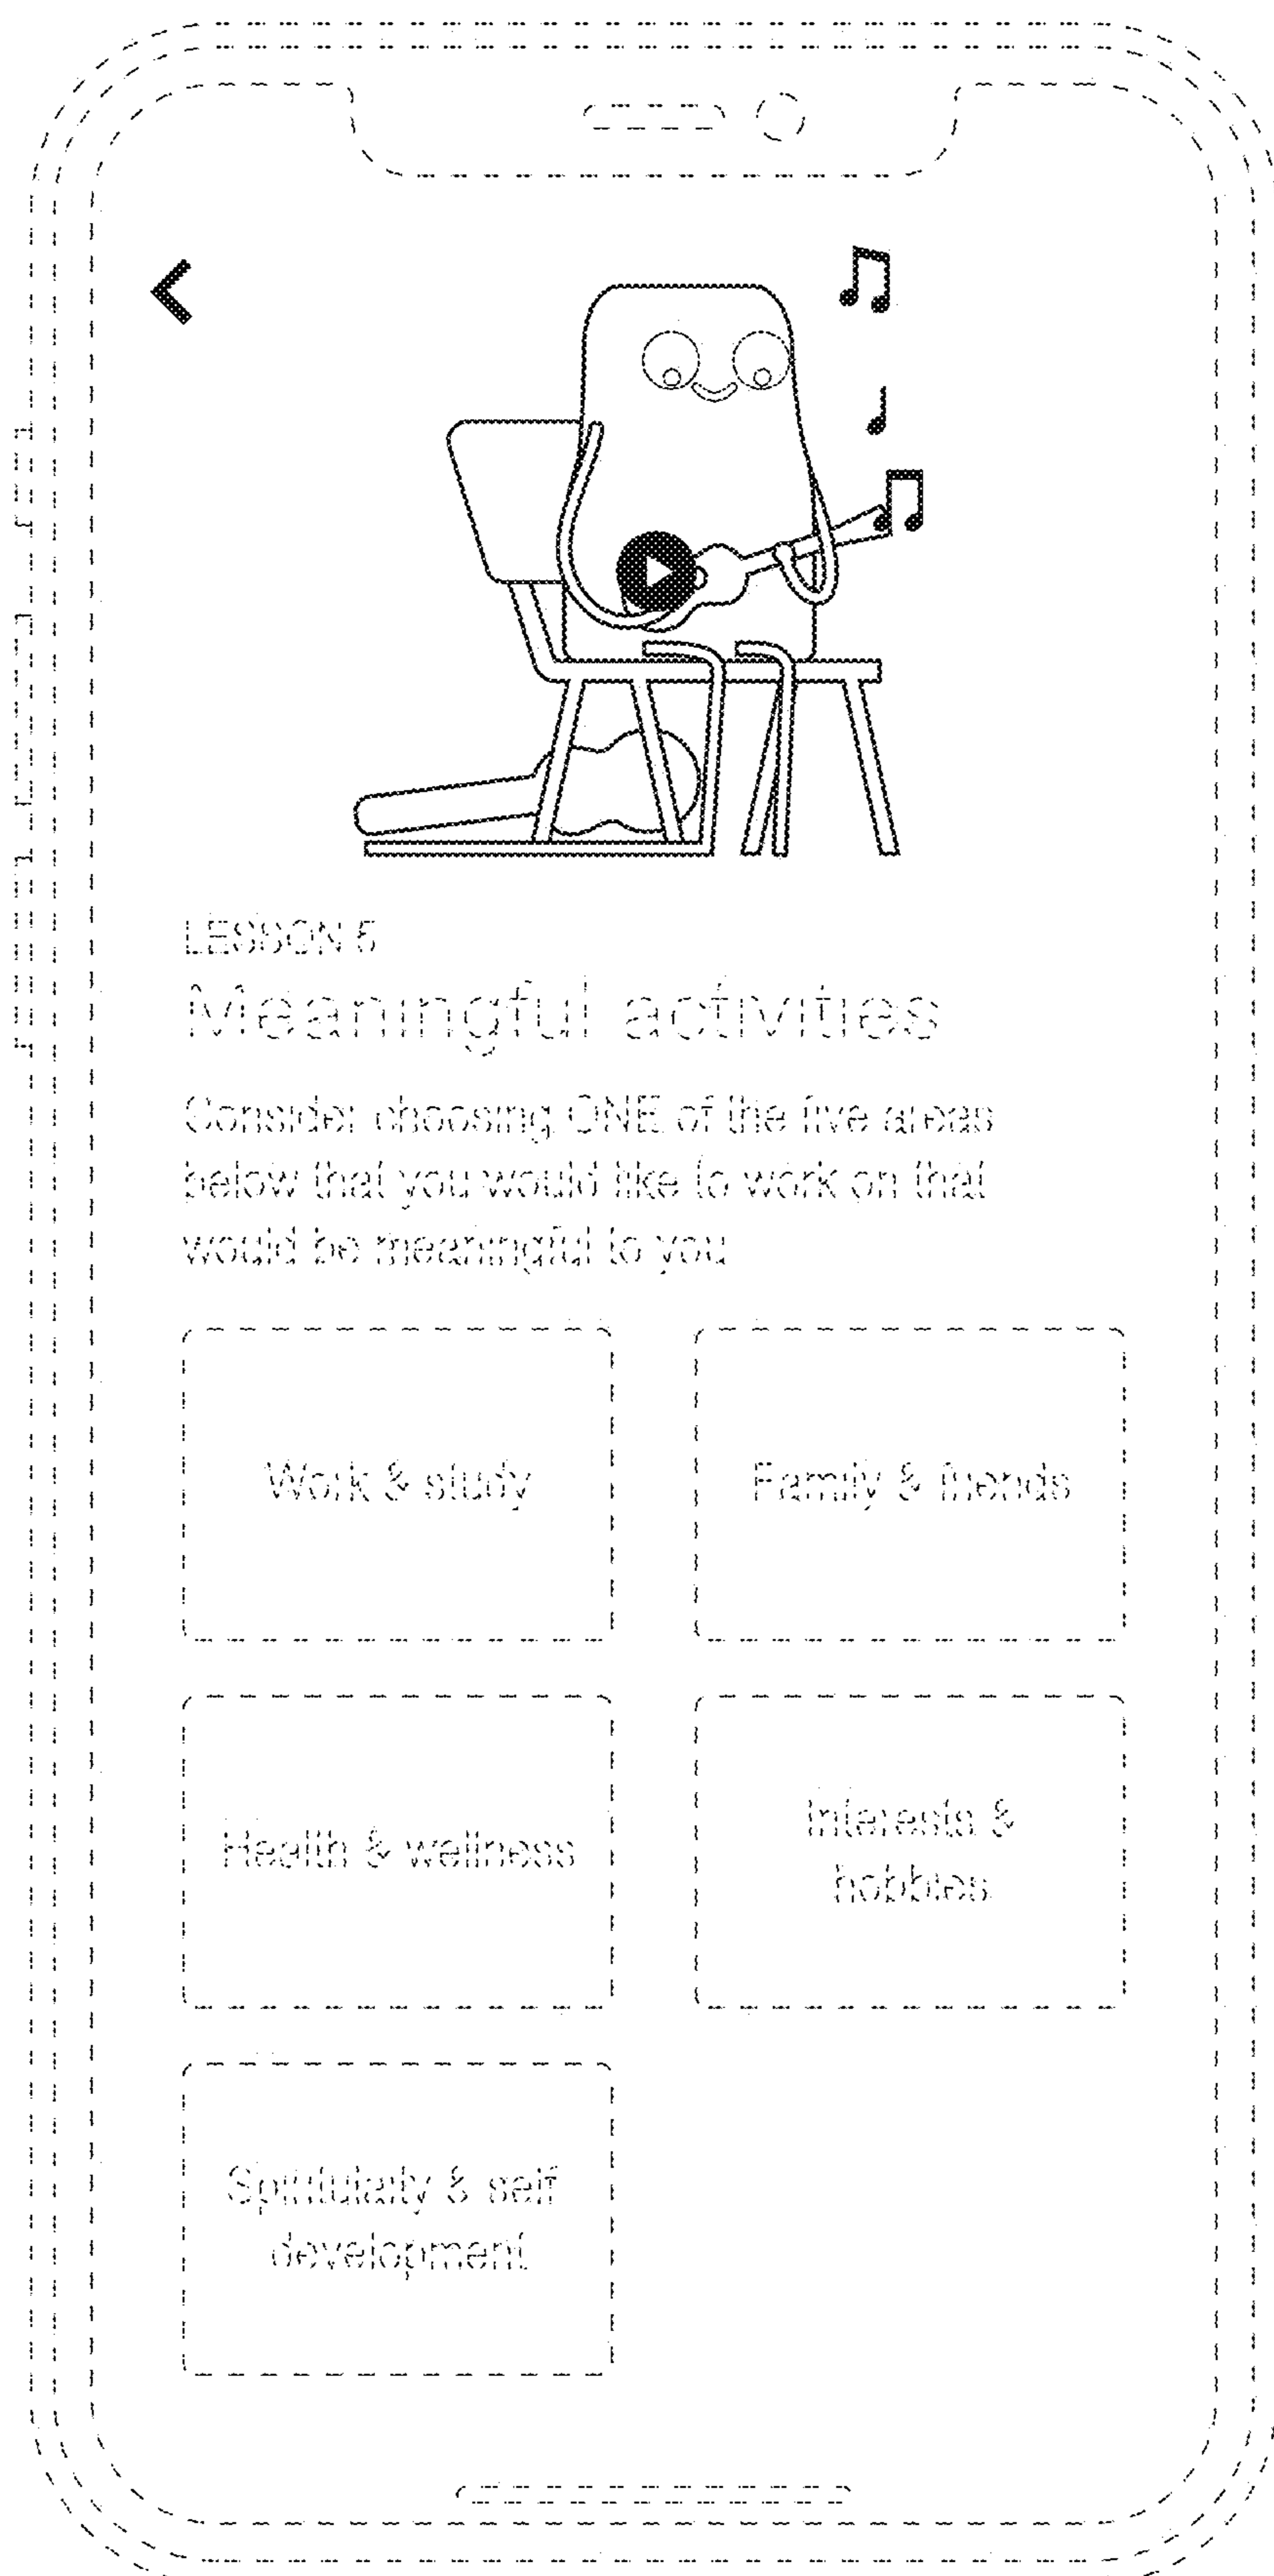 LESSON 5
Meaningful activities
Consider choosing ONE of the five areas
below that you would like to work on that
would be meaningful to you
Work & study
Family & friends
Health & wellness
Interests &
hobbies
Spirituality & self
development